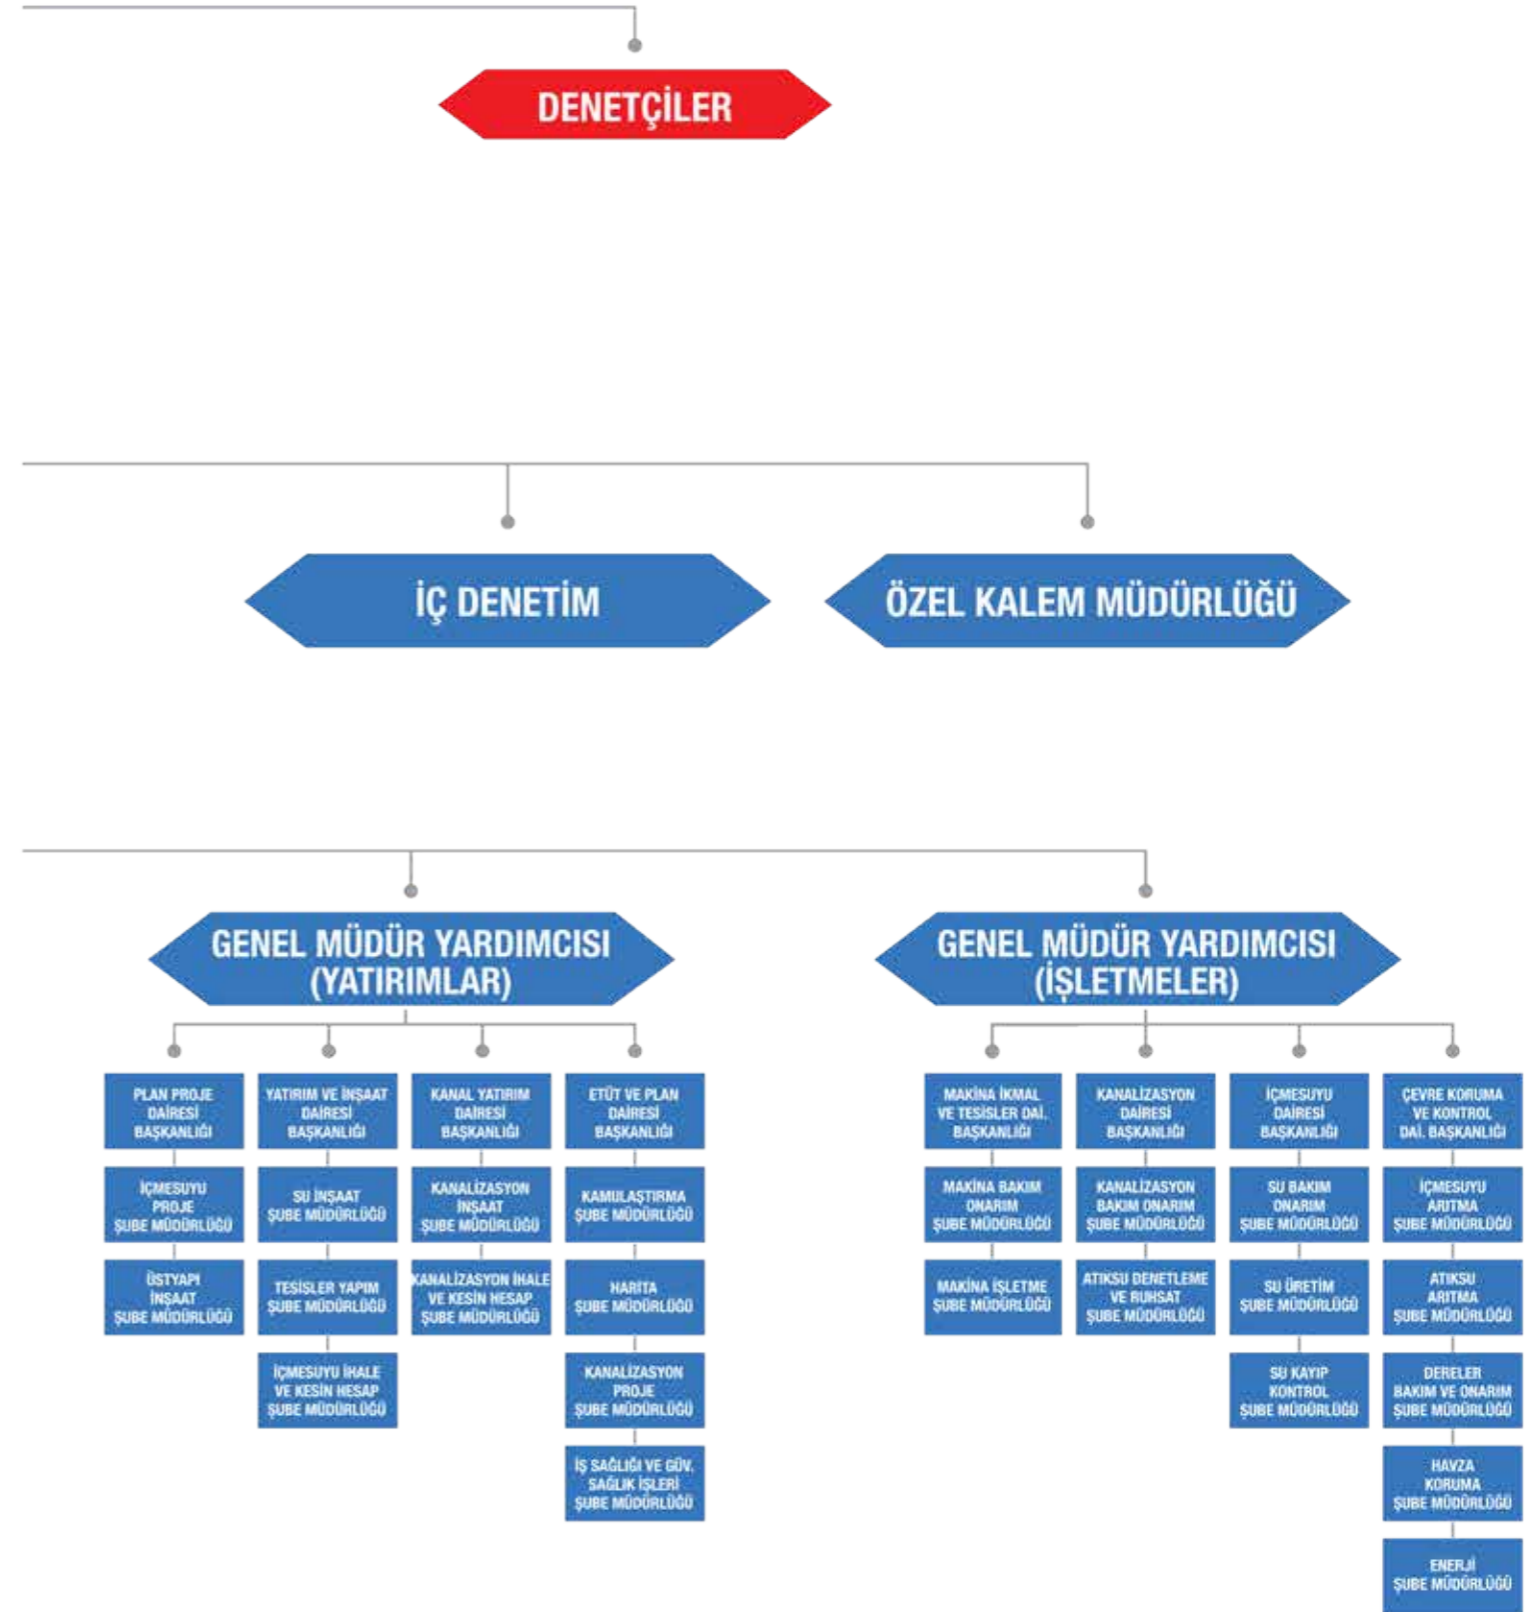 DENETÇİLER
İÇ DENETİM
ÖZEL KALEM MÜDÜRLÜĞÜ
GENEL MÜDÜR YARDIMCISI
(YATIRIMLAR)
GENEL MÜDÜR YARDIMCISI
(İŞLETMELER)
PLAN PROJE
DAİRESİ
BAŞKANLIĞI
İÇMESUYU
PROJE
ŞUBE MÜDÜRLÜĞÜ
ÜSTYAPI
İNŞAAT
ŞUBE MÜDÜRLÜĞÜ
YATIRIM VE İNŞAAT
DAİRESİ
BAŞKANLIĞI
SU İNŞAAT
ŞUBE MÜDÜRLÜĞÜ
TESİSLER YAPIM
ŞUBE MÜDÜRLÜĞÜ
İÇMESUYU İHALE
VE KESİN HESAP
ŞUBE MÜDÜRLÜĞÜ
KANAL YATIRIM
DAİRESİ
BAŞKANLIĞI
KANALİZASYON
İNŞAAT
ŞUBE MÜDÜRLÜĞÜ
KANALİZASYON İHALE
VE KESİN HESAP
ŞUBE MÜDÜRLÜĞÜ
ETÜT VE PLAN
DAİRESİ
BAŞKANLIĞI
KAMULAŞTIRMA
ŞUBE MÜDÜRLÜĞÜ
HARİTA
ŞUBE MÜDÜRLÜĞÜ
KANALİZASYON
PROJE
ŞUBE MÜDÜRLÜĞÜ
İŞ SAĞLIĞI VE GÜV.
SAĞLIK İŞLERİ
ŞUBE MÜDÜRLÜĞÜ
MAKİNA İKMAL
VE TESİSLER DAİ.
BAŞKANLIĞI
MAKİNA BAKIM
ONARIM
ŞUBE MÜDÜRLÜĞÜ
MAKİNA İŞLETME
ŞUBE MÜDÜRLÜĞÜ
KANALİZASYON
DAİRESİ
BAŞKANLIĞI
KANALİZASYON
BAKIM ONARIM
ŞUBE MÜDÜRLÜĞÜ
ATIKSU DENETLEME
VE RUHSAT
ŞUBE MÜDÜRLÜĞÜ
İÇMESUYU
DAİRESİ
BAŞKANLIĞI
SU BAKIM
ONARIM
ŞUBE MÜDÜRLÜĞÜ
SU ÜRETİM
ŞUBE MÜDÜRLÜĞÜ
SU KAYIP
KONTROL
ŞUBE MÜDÜRLÜĞÜ
ÇEVRE KORUMA
VE KONTROL
DAİ. BAŞKANLIĞI
İÇMESUYU
ARITMA
ŞUBE MÜDÜRLÜĞÜ
ATIKSU
ARITMA
ŞUBE MÜDÜRLÜĞÜ
DERELER
BAKIM VE ONARIM
ŞUBE MÜDÜRLÜĞÜ
HAVZA
KORUMA
ŞUBE MÜDÜRLÜĞÜ
ENERJİ
ŞUBE MÜDÜRLÜĞÜ